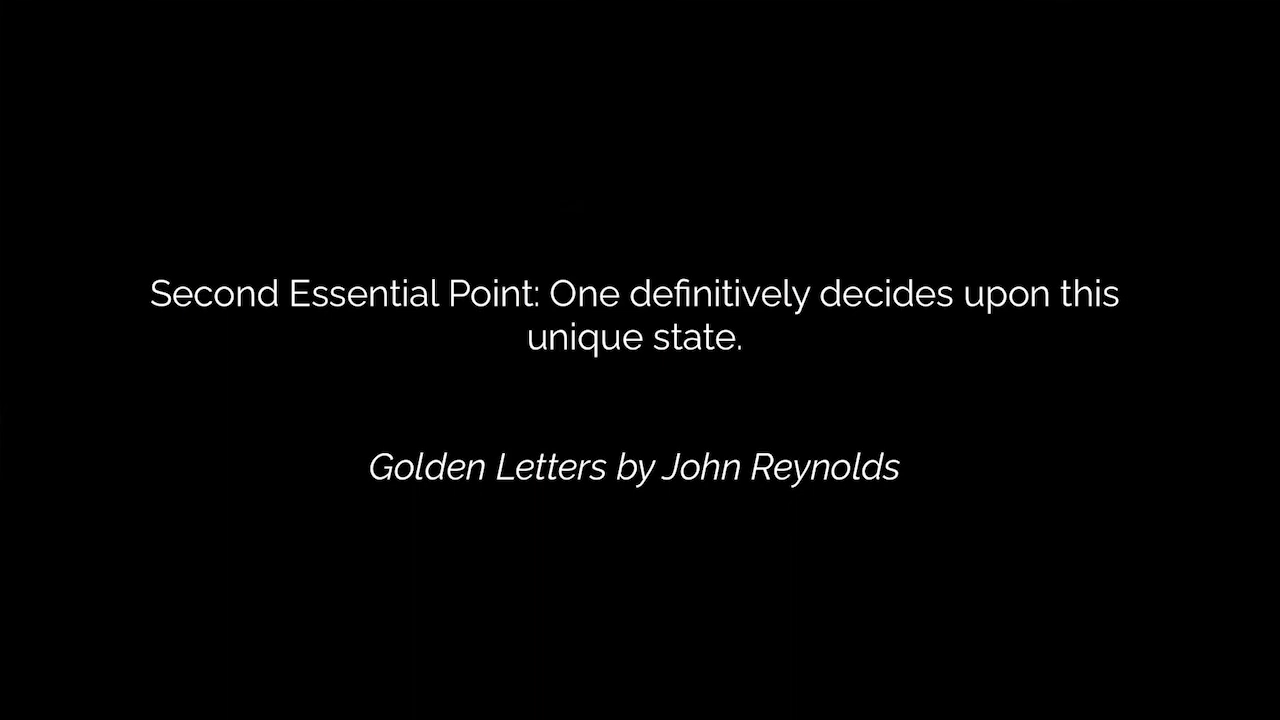 Second Essential Point: One definitively decides upon this
unique state.
Golden Letters by John Reynolds